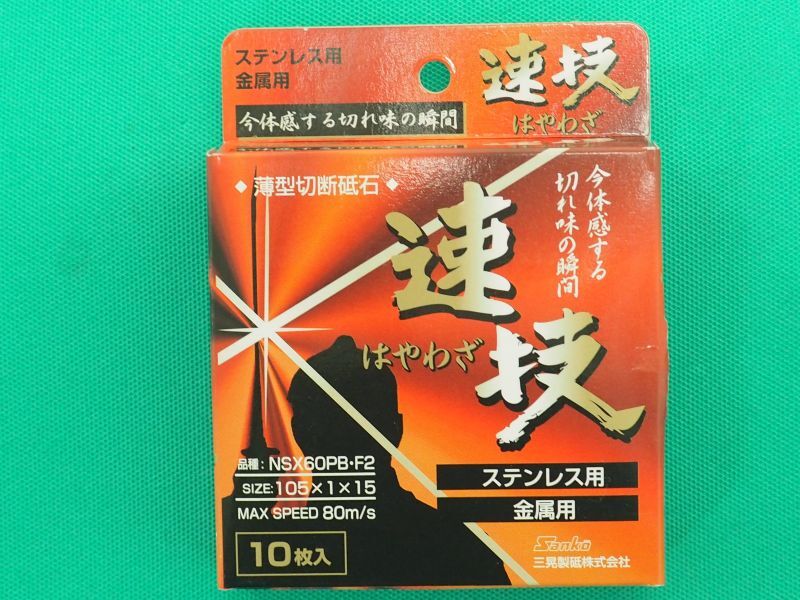 ステンレス用
金属用
今体感する切れ味の瞬間
速技
はやわざ
◆薄型切断砥石◆
今体感する
切れ味の瞬間
速技
はやわざ
品種:NSX60PB・F2
SIZE:105×1×15
MAX SPEED 80m/s
10枚入
ステンレス用
金属用
Sanko
三晃製砥株式会社